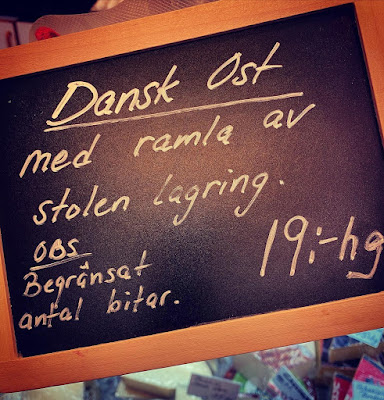 Dansk Ost
med ramla av
stolen lagring.
OBS
Begränsat
antal bitar.
19:-hg